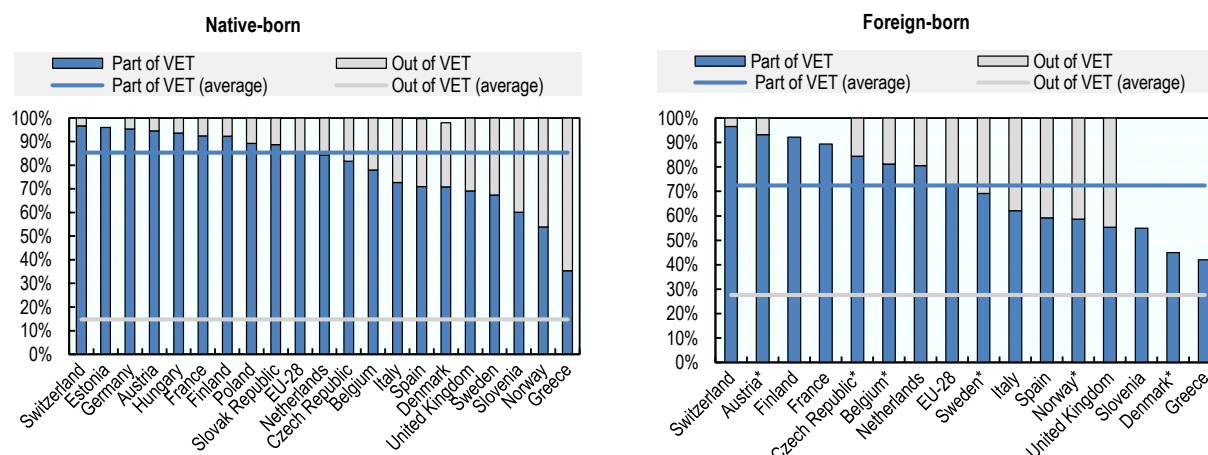 Native-born
Part of VET
Out of VET
Part of VET (average)
Out of VET (average)
100%
90%
80%
70%
60%
50%
40%
30%
20%
10%
0%
Switzerland
Estonia
Germany
Austria
Hungary
France
Finland
Poland
Slovak Republic
EU-28
Netherlands
Czech Republic
Belgium
Italy
Spain
Denmark
United Kingdom
Sweden
Slovenia
Norway
Greece
Foreign-born
Part of VET
Out of VET
Part of VET (average)
Out of VET (average)
100%
90%
80%
70%
60%
50%
40%
30%
20%
10%
0%
Switzerland
Austria*
Finland
France
Czech Republic*
Belgium*
Netherlands
EU-28
Sweden*
Italy
Spain
Norway*
United Kingdom
Slovenia
Denmark*
Greece